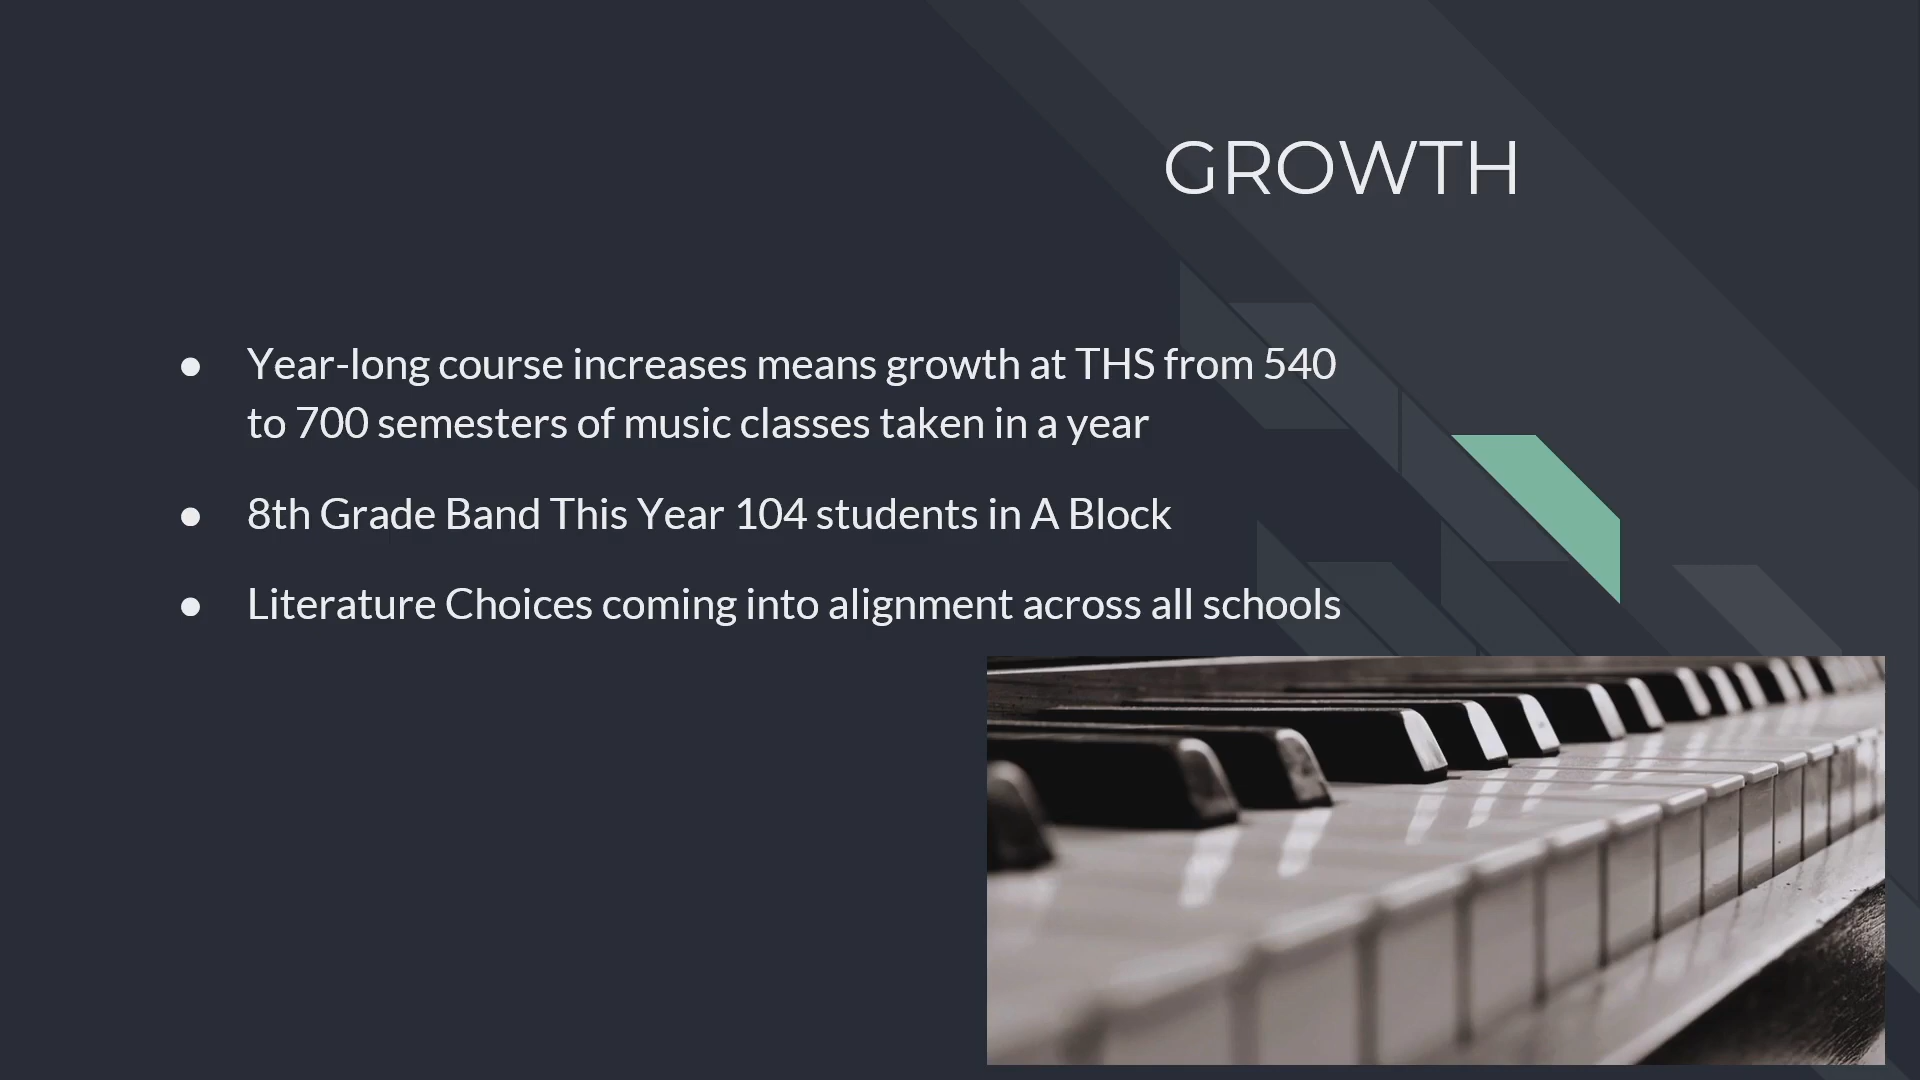 GROWTH
● Year-long course increases means growth at THS from 540
to 700 semesters of music classes taken in a year
● 8th Grade Band This Year 104 students in A Block
● Literature Choices coming into alignment across all schools